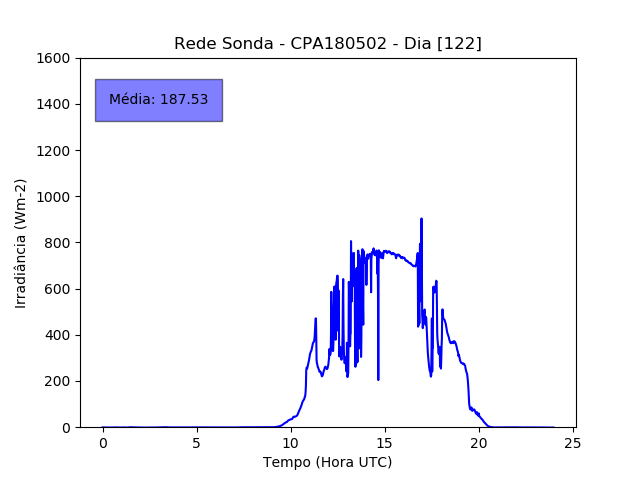 Rede Sonda - CPA180502 - Dia [122]
1600
1400
1200
1000
800
600
400
200
0
Média: 187.53
Irradiância (Wm-2)
0 5 10 15 20 25
Tempo (Hora UTC)